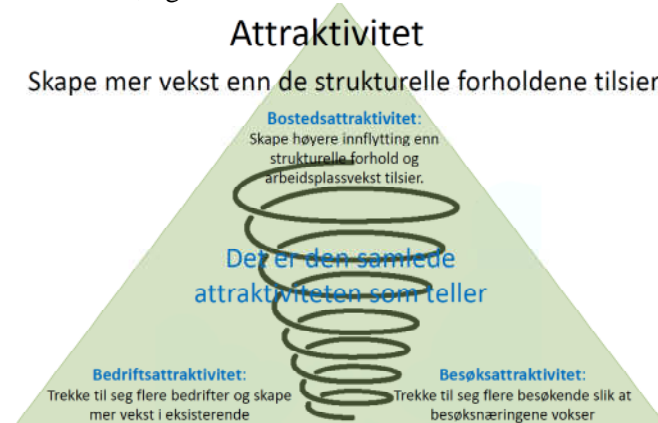 Attraktivitet
Skape mer vekst enn de strukturelle forholdene tilsier
Bostedsattraktivitet:
Skape høyere innflytting enn
strukturelle forhold og
arbeidsplassvekst tilsier.
Det er den samlede
attraktiviteten som teller
Bedriftsattraktivitet:
Trekke til seg flere bedrifter og skape
mer vekst i eksisterende
Besøksattraktivitet:
Trekke til seg flere besøkende slik at
besøksnæringene vokser